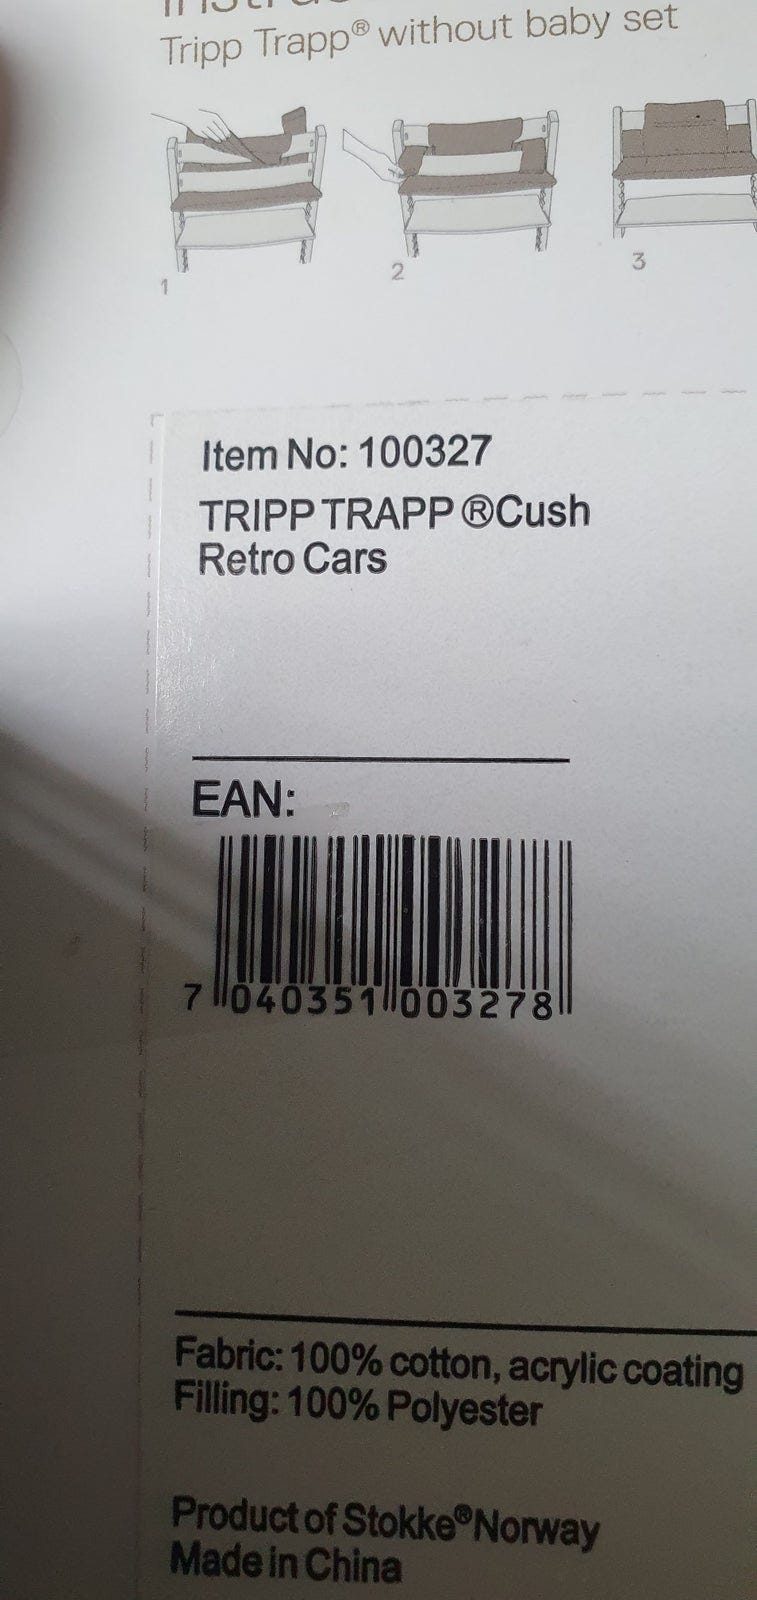 Tripp Trapp® without baby set
1
2
3
Item No: 100327
TRIPP TRAPP ®Cush
Retro Cars
EAN:
7 040351 003278
Fabric: 100% cotton, acrylic coating
Filling: 100% Polyester
Product of Stokke® Norway
Made in China